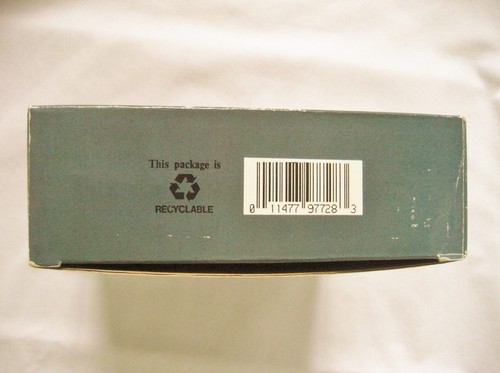 This package is
RECYCLABLE
0 11477 97728 3